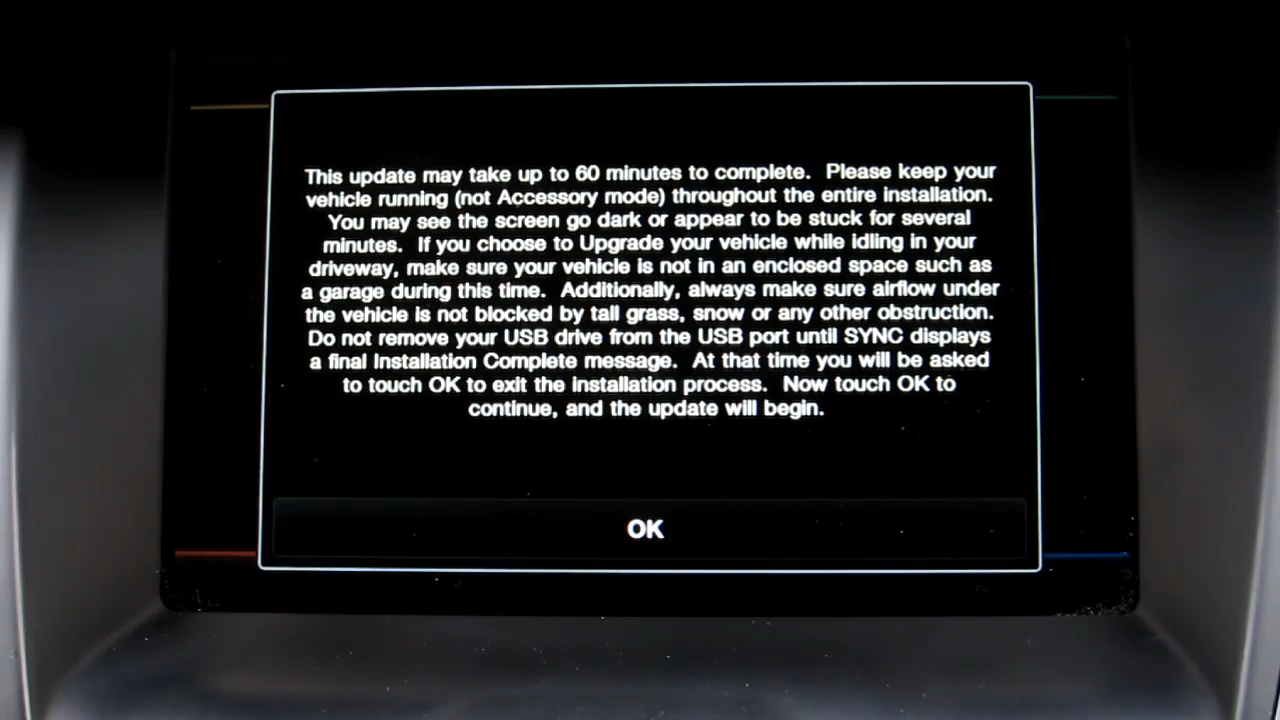 This update may take up to 60 minutes to complete.  Please keep your
vehicle running (not Accessory mode) throughout the entire installation.
You may see the screen go dark or appear to be stuck for several
minutes.  If you choose to Upgrade your vehicle while idling in your
driveway, make sure your vehicle is not in an enclosed space such as
a garage during this time.  Additionally, always make sure airflow under
the vehicle is not blocked by tall grass, snow or any other obstruction.
Do not remove your USB drive from the USB port until SYNC displays
a final Installation Complete message.  At that time you will be asked
to touch OK to exit the installation process.  Now touch OK to
continue, and the update will begin.
OK